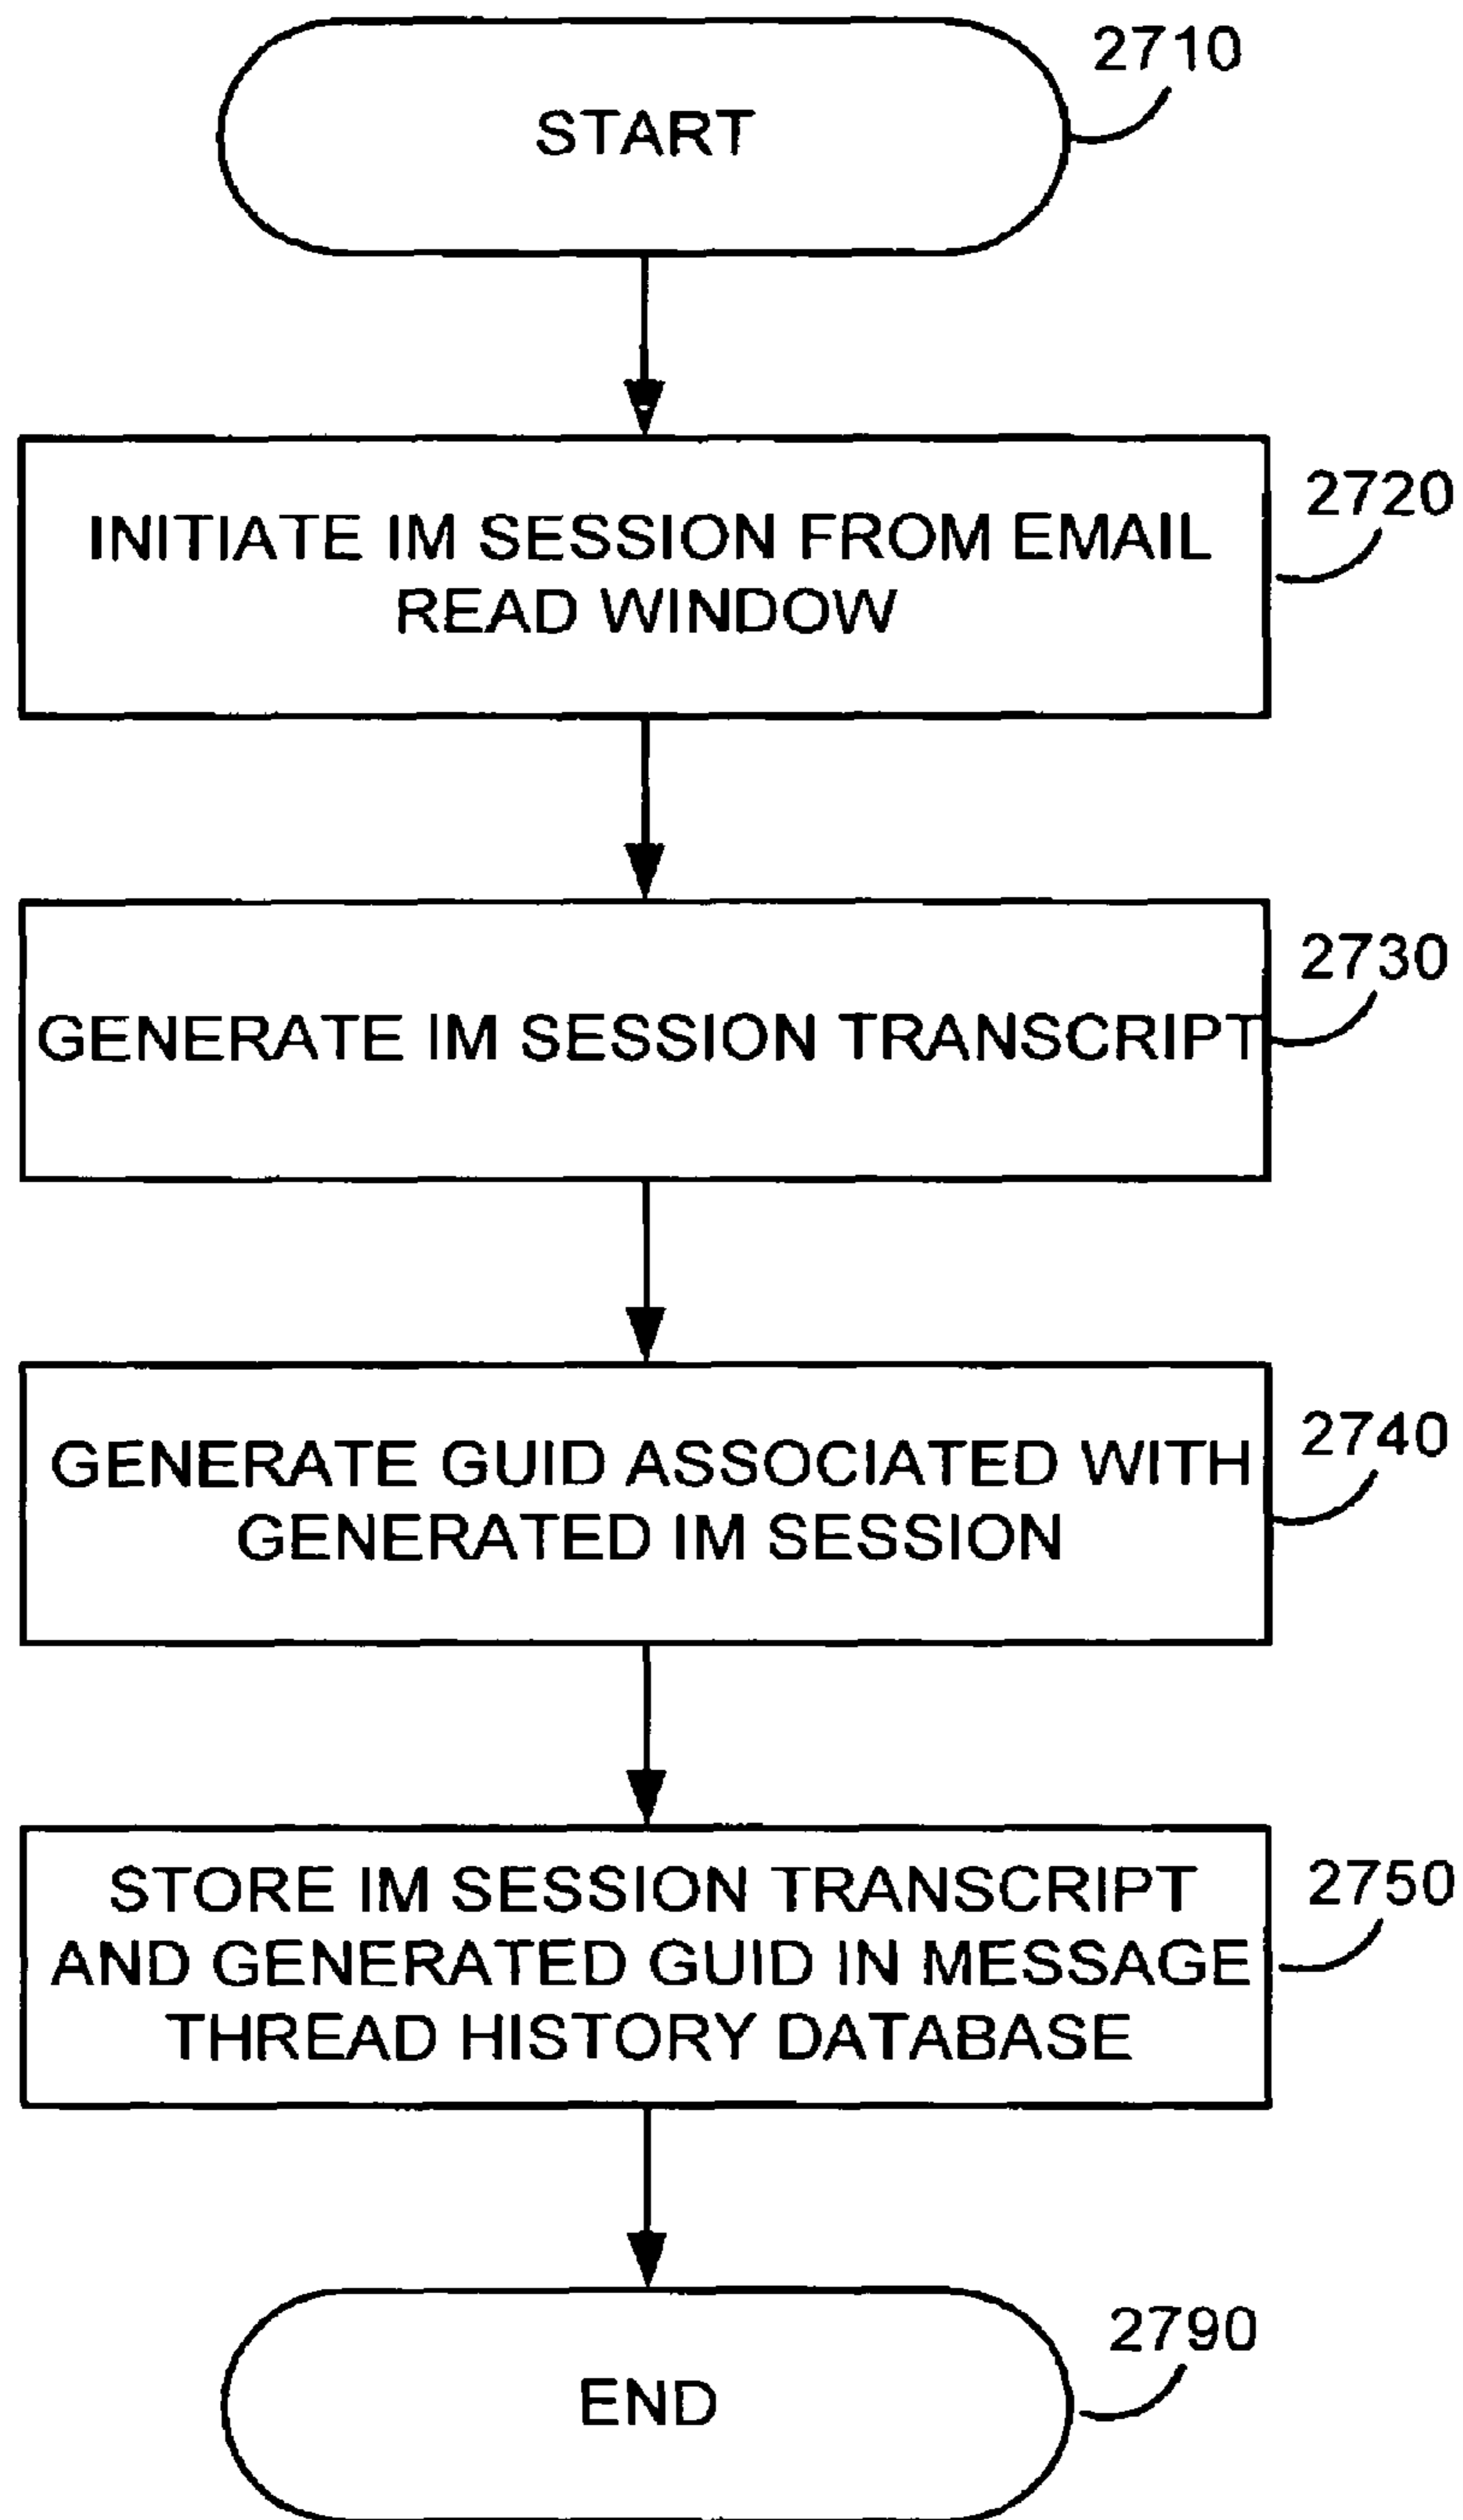 2710
START
2720
INITIATE IM SESSION FROM EMAIL
READ WINDOW
2730
GENERATE IM SESSION TRANSCRIPT
2740
GENERATE GUID ASSOCIATED WITH
GENERATED IM SESSION
2750
STORE IM SESSION TRANSCRIPT
AND GENERATED GUID IN MESSAGE
THREAD HISTORY DATABASE
2790
END